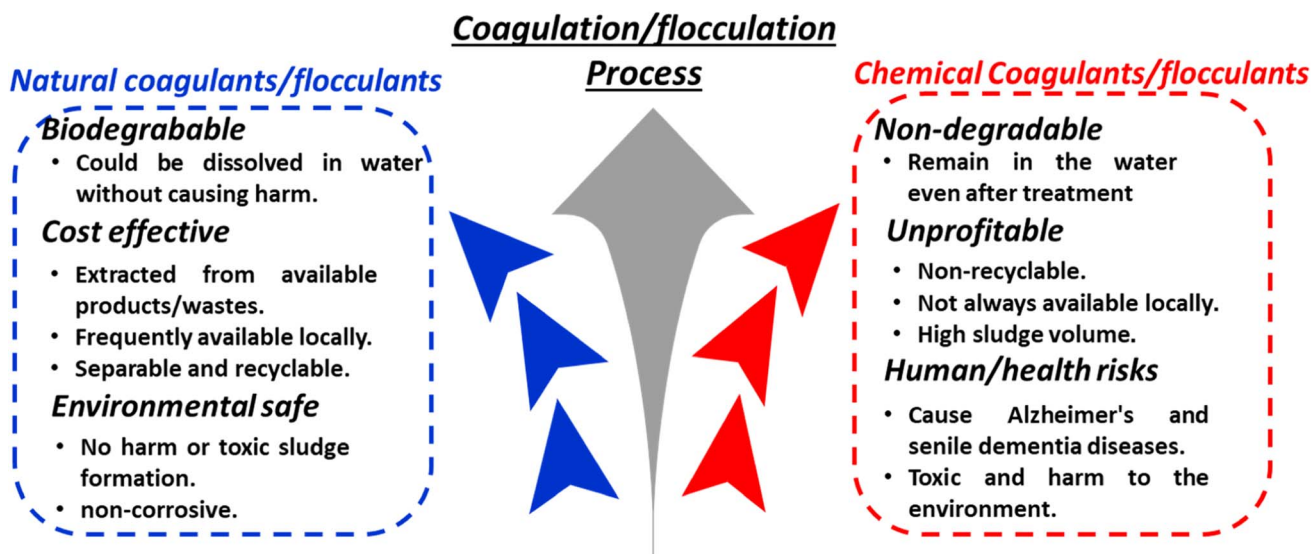 Coagulation/flocculation
Process
Natural coagulants/flocculants
Biodegrabable
• Could be dissolved in water
without causing harm.
Cost effective
• Extracted from available
products/wastes.
• Frequently available locally.
• Separable and recyclable.
Environmental safe
• No harm or toxic sludge
formation.
• non-corrosive.
Chemical Coagulants/flocculants
Non-degradable
• Remain in the water
even after treatment
Unprofitable
• Non-recyclable.
• Not always available locally.
• High sludge volume.
Human/health risks
• Cause Alzheimer's and
senile dementia diseases.
• Toxic and harm to the
environment.